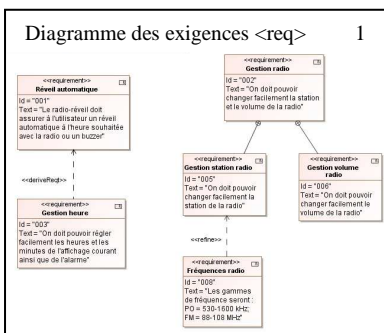 Diagramme des exigences <req> 1
<<requirement>>
Réveil automatique
Id = "001"
Text = "Le radio-réveil doit
assurer à l'utilisateur un réveil
automatique à l'heure souhaitée
avec la radio ou un buzzer"
<<deriveReqt>>
<<requirement>>
Gestion heure
Id = "003"
Text = "On doit pouvoir régler
facilement les heures et les
minutes de l'affichage courant
ainsi que de l'alarme"
<<requirement>>
Gestion radio
Id = "002"
Text = "On doit pouvoir
changer facilement la station
et le volume de la radio"
<<requirement>>
Gestion station radio
Id = "005"
Text = "On doit pouvoir
changer facilement la
station de la radio"
<<requirement>>
Gestion volume
radio
Id = "006"
Text = "On doit pouvoir
changer facilement le
volume de la radio"
<<refine>>
<<requirement>>
Fréquences radio
Id = "008"
Text = "Les gammes
de fréquence seront :
PO = 530-1600 kHz;
FM = 88-108 MHz"